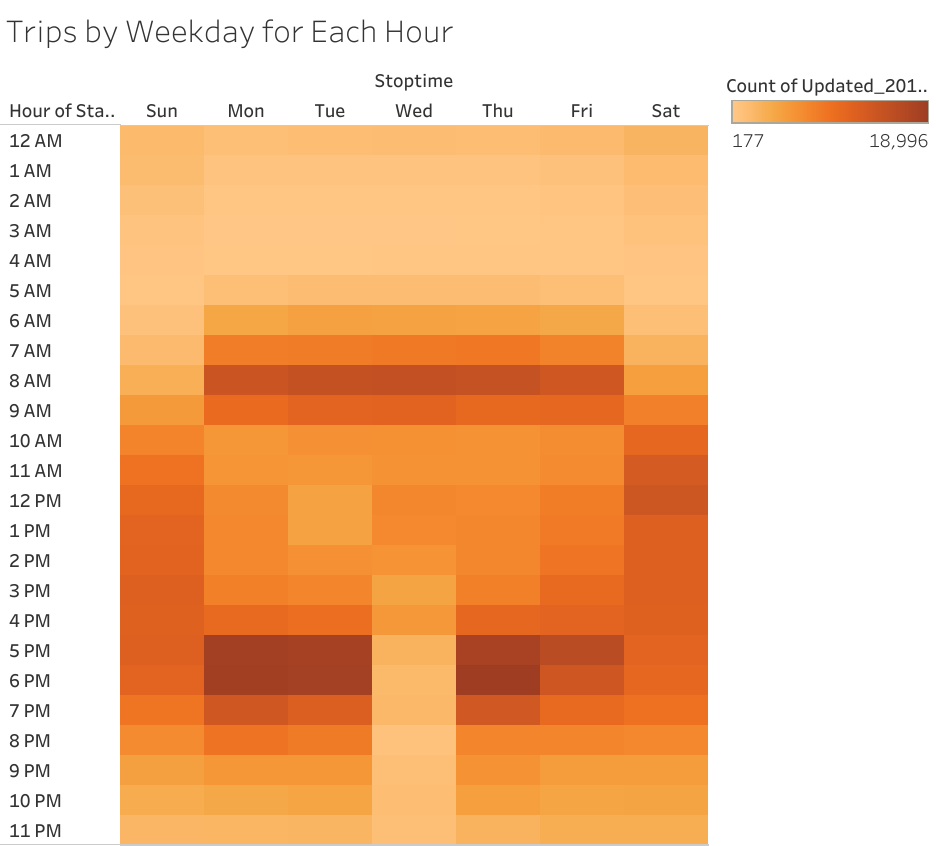 Trips by Weekday for Each Hour
Stoptime
Count of Updated_201..
Hour of Sta.. Sun Mon Tue Wed Thu Fri Sat
177 18,996
12 AM
1 AM
2 AM
3 AM
4 AM
5 AM
6 AM
7 AM
8 AM
9 AM
10 AM
11 AM
12 PM
1 PM
2 PM
3 PM
4 PM
5 PM
6 PM
7 PM
8 PM
9 PM
10 PM
11 PM